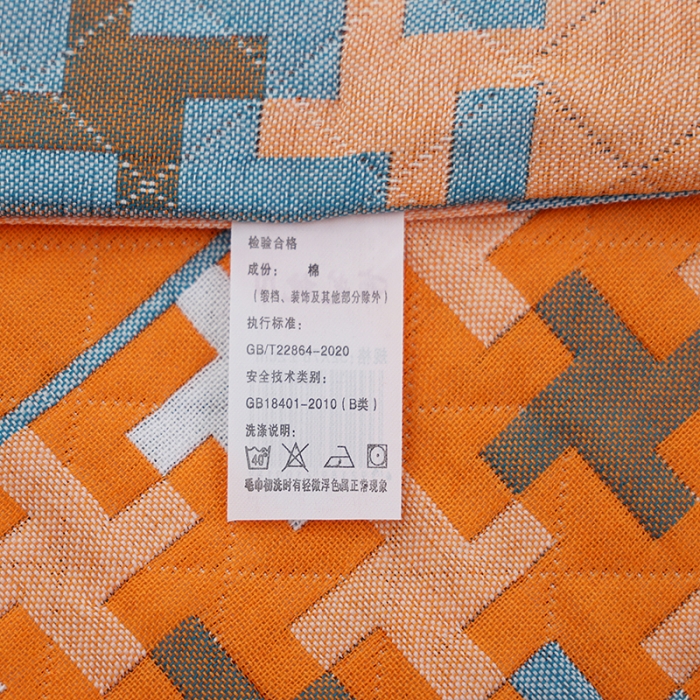 检验合格
成份： 棉
（缎档、装饰及其他部分除外）
执行标准：
GB/T22864-2020
安全技术类别：
GB18401-2010（B类）
洗涤说明：
40°
毛巾初洗时有轻微浮色属正常现象